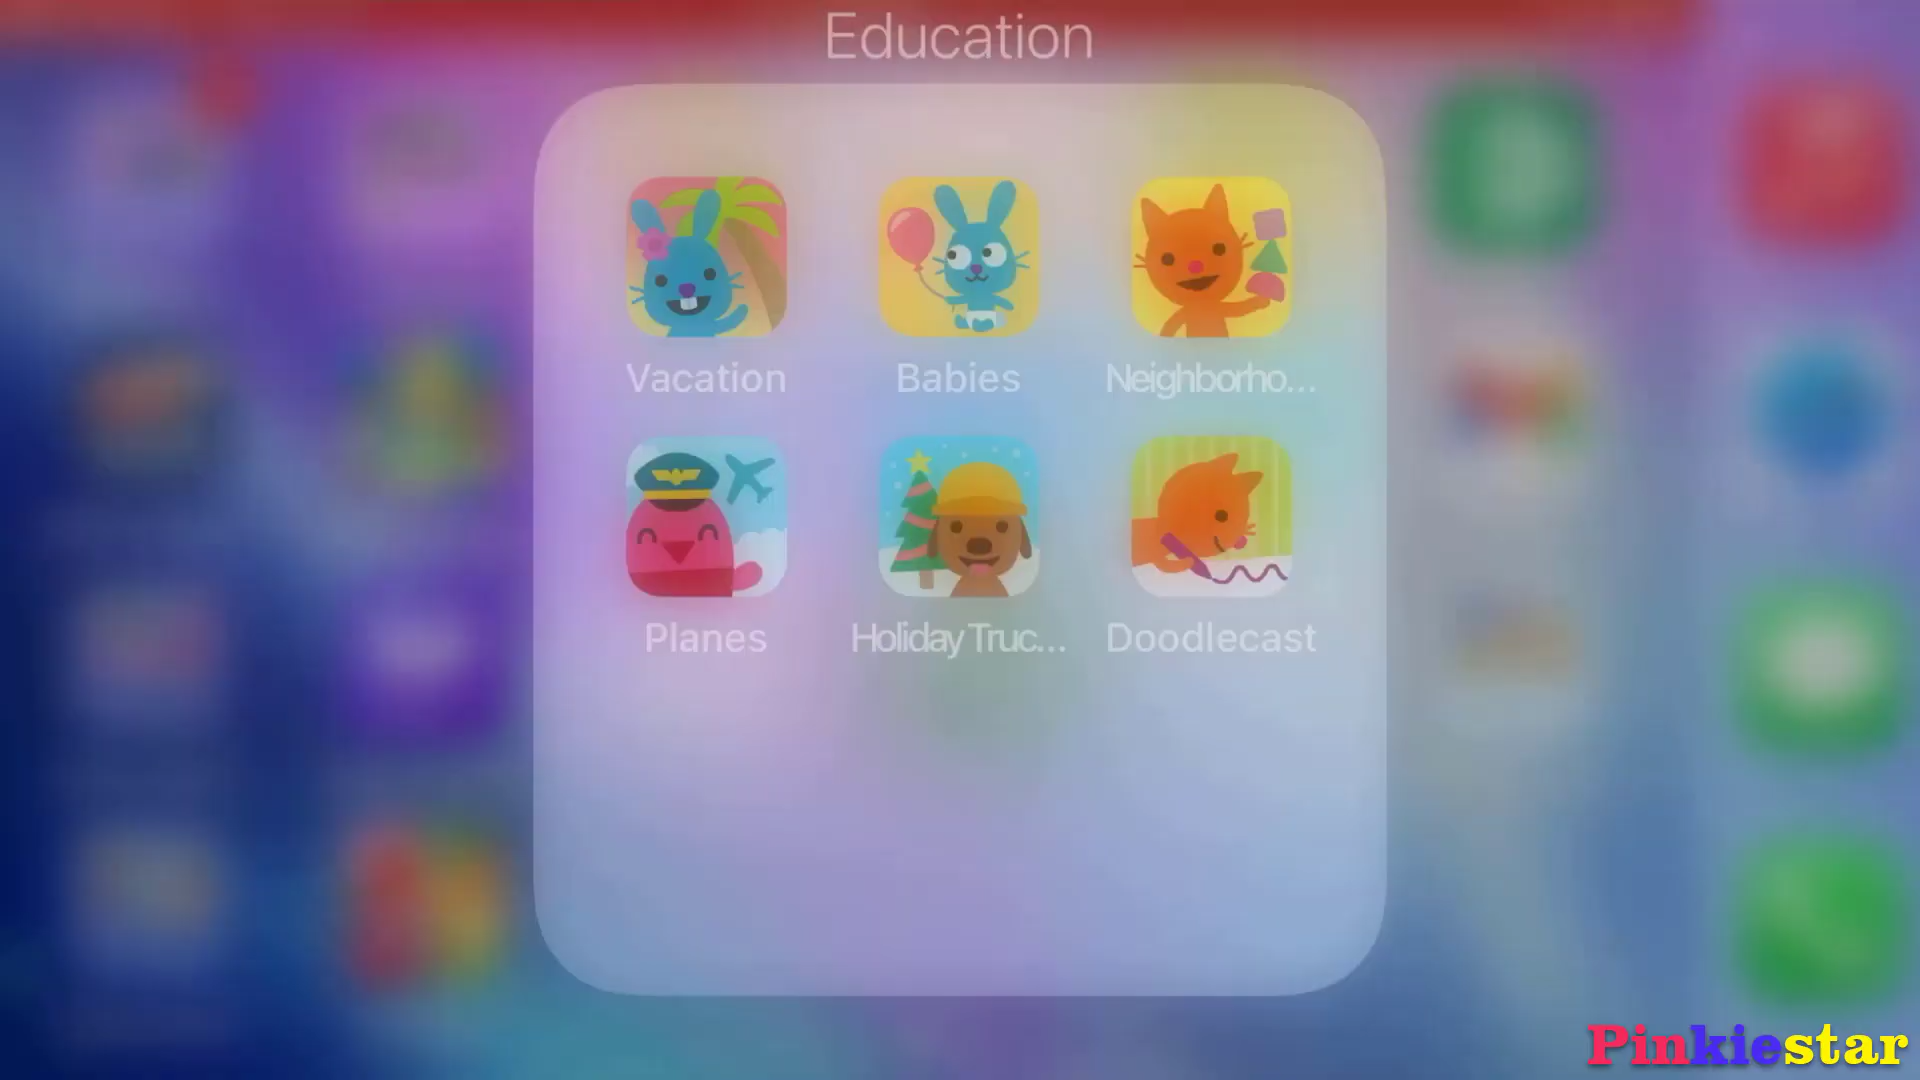 Education
Vacation
Babies
Neighborho...
Planes
Holiday Truc...
Doodlecast
Pinkiestar